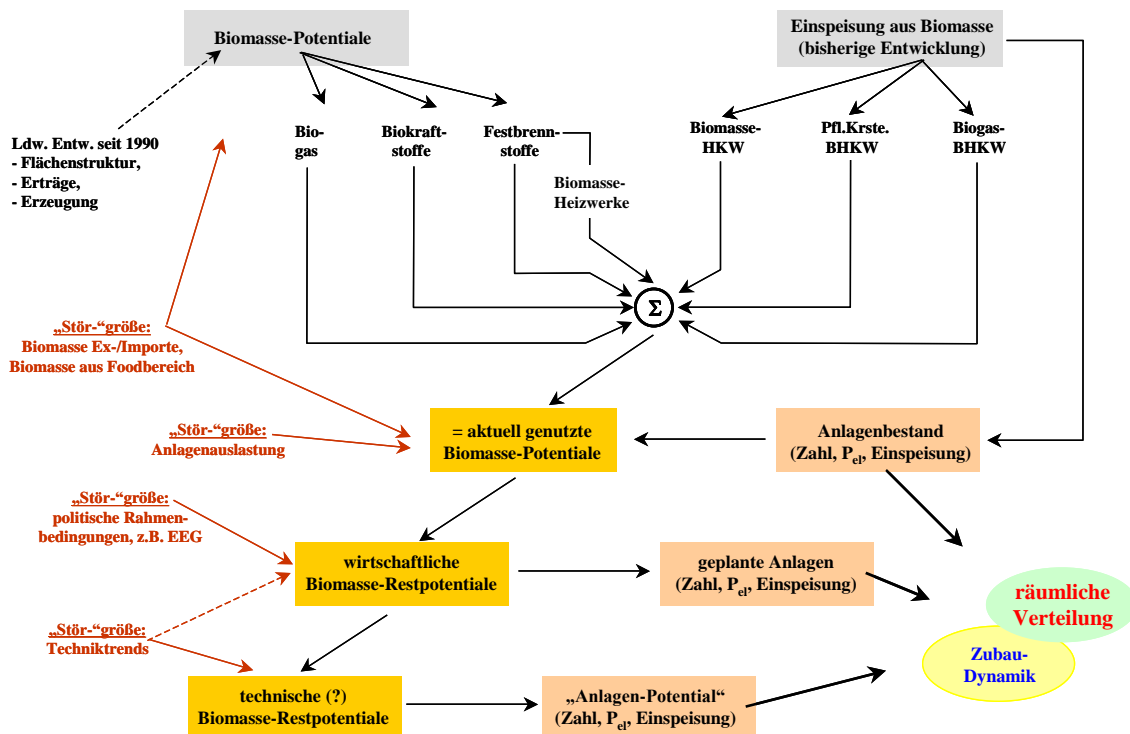 Biomasse-Potentiale
Einspeisung aus Biomasse
(bisherige Entwicklung)
Ldw. Entw. seit 1990
- Flächenstruktur,
- Erträge,
- Erzeugung
Bio-
gas
Biokraft-
stoffe
Festbrenn-
stoffe
Biomasse-
Heizwerke
Biomasse-
HKW
Pfl.Krste.
BHKW
Biogas-
BHKW
Σ
„Stör-“größe:
Biomasse Ex-/Importe,
Biomasse aus Foodbereich
„Stör-“größe:
Anlagenauslastung
= aktuell genutzte
Biomasse-Potentiale
Anlagenbestand
(Zahl, Pel, Einspeisung)
„Stör-“größe:
politische Rahmen-
bedingungen, z.B. EEG
wirtschaftliche
Biomasse-Restpotentiale
geplante Anlagen
(Zahl, Pel, Einspeisung)
räumliche
Verteilung
„Stör-“größe:
Techniktrends
Zubau-
Dynamik
technische (?)
Biomasse-Restpotentiale
„Anlagen-Potential“
(Zahl, Pel, Einspeisung)